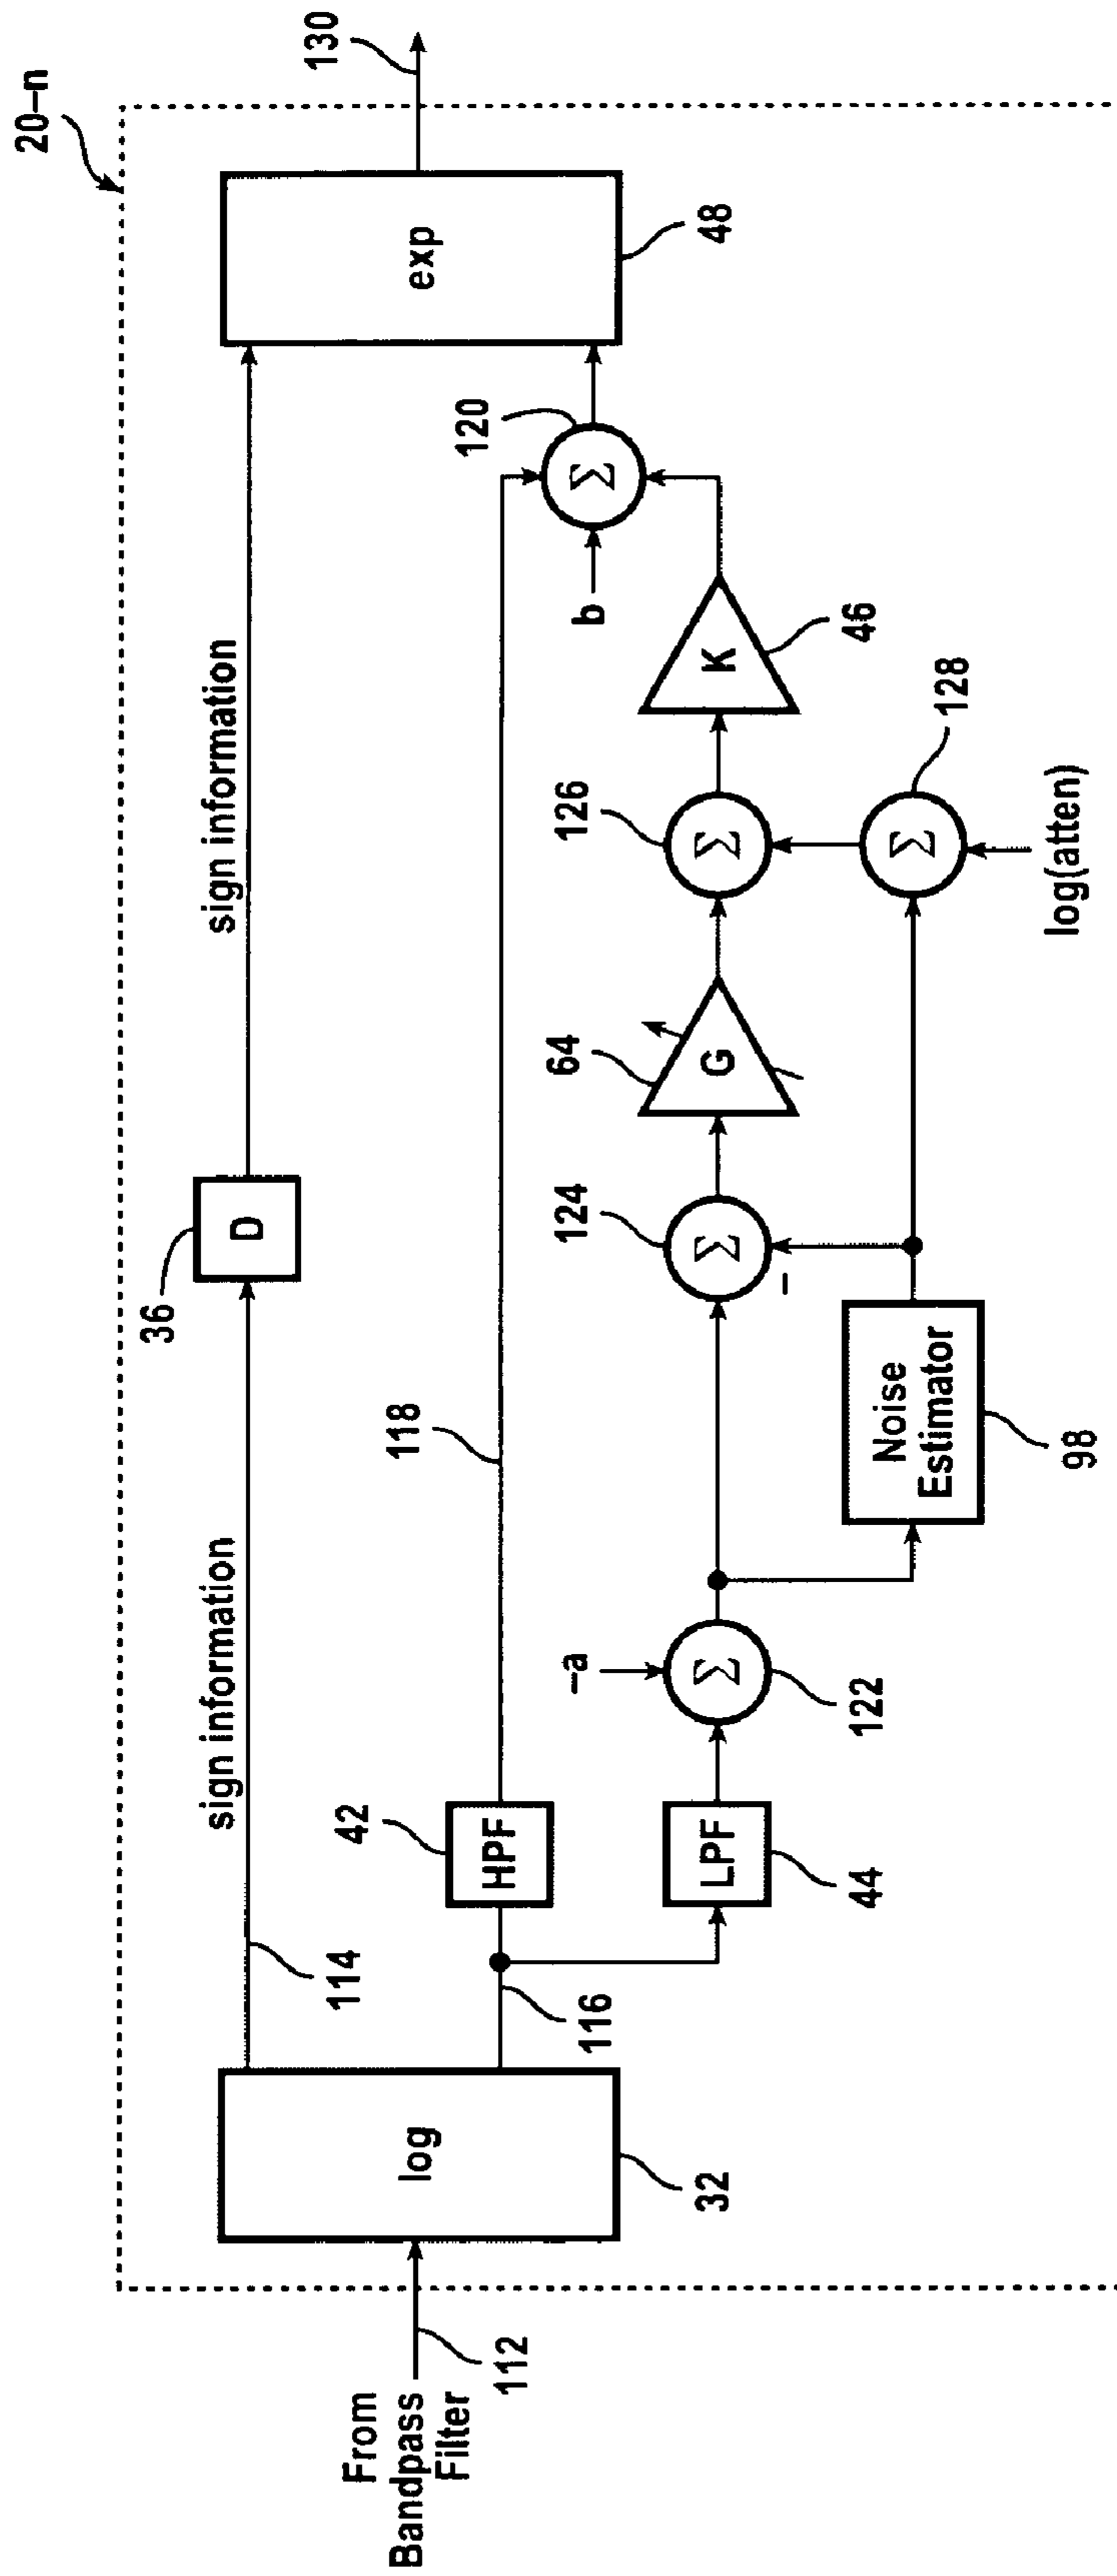 20–n
From
Bandpass
Filter
112
log
32
114
sign information
36
D
sign information
exp
48
130
116
42
HPF
118
120
Σ
b
LPF
44
–a
Σ
122
124
Σ
–
64
G
126
Σ
K
46
Noise
Estimator
98
Σ
128
log(atten)